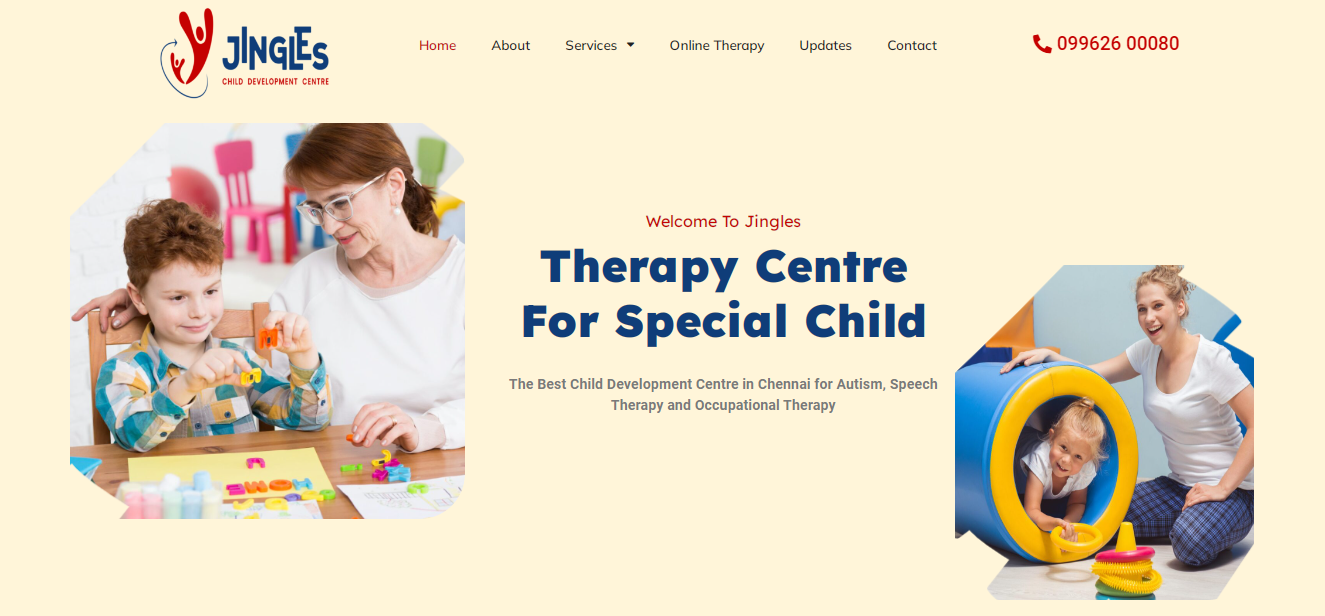 JINGLES
CHILD DEVELOPMENT CENTRE
Home About Services Online Therapy Updates Contact
099626 00080
Welcome To Jingles
Therapy Centre
For Special Child
The Best Child Development Centre in Chennai for Autism, Speech
Therapy and Occupational Therapy